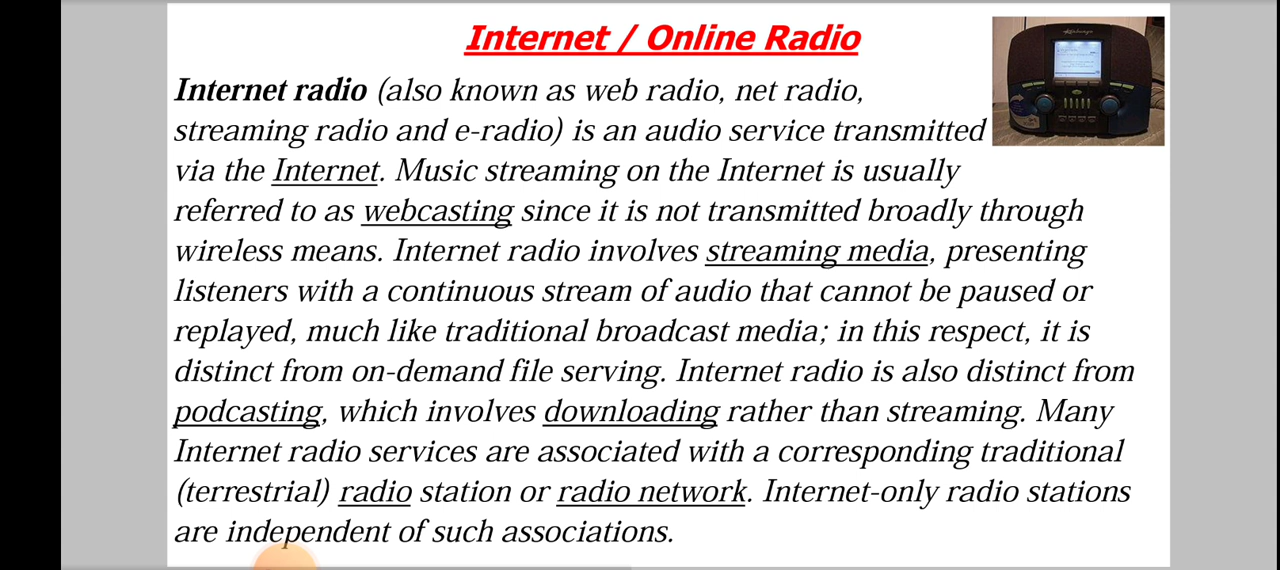 Internet / Online Radio
Internet radio (also known as web radio, net radio,
streaming radio and e-radio) is an audio service transmitted
via the Internet. Music streaming on the Internet is usually
referred to as webcasting since it is not transmitted broadly through
wireless means. Internet radio involves streaming media, presenting
listeners with a continuous stream of audio that cannot be paused or
replayed, much like traditional broadcast media; in this respect, it is
distinct from on-demand file serving. Internet radio is also distinct from
podcasting, which involves downloading rather than streaming. Many
Internet radio services are associated with a corresponding traditional
(terrestrial) radio station or radio network. Internet-only radio stations
are independent of such associations.